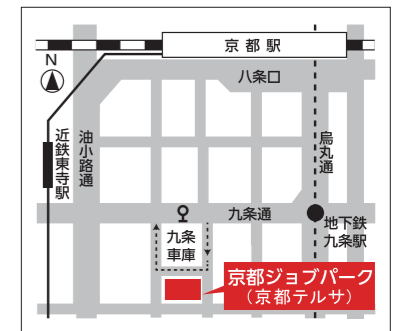 京都駅
N
八条口
近鉄東寺駅
油小路通
烏丸通
九条通
地下鉄
九条駅
九条
車庫
京都ジョブパーク
（京都テルサ）